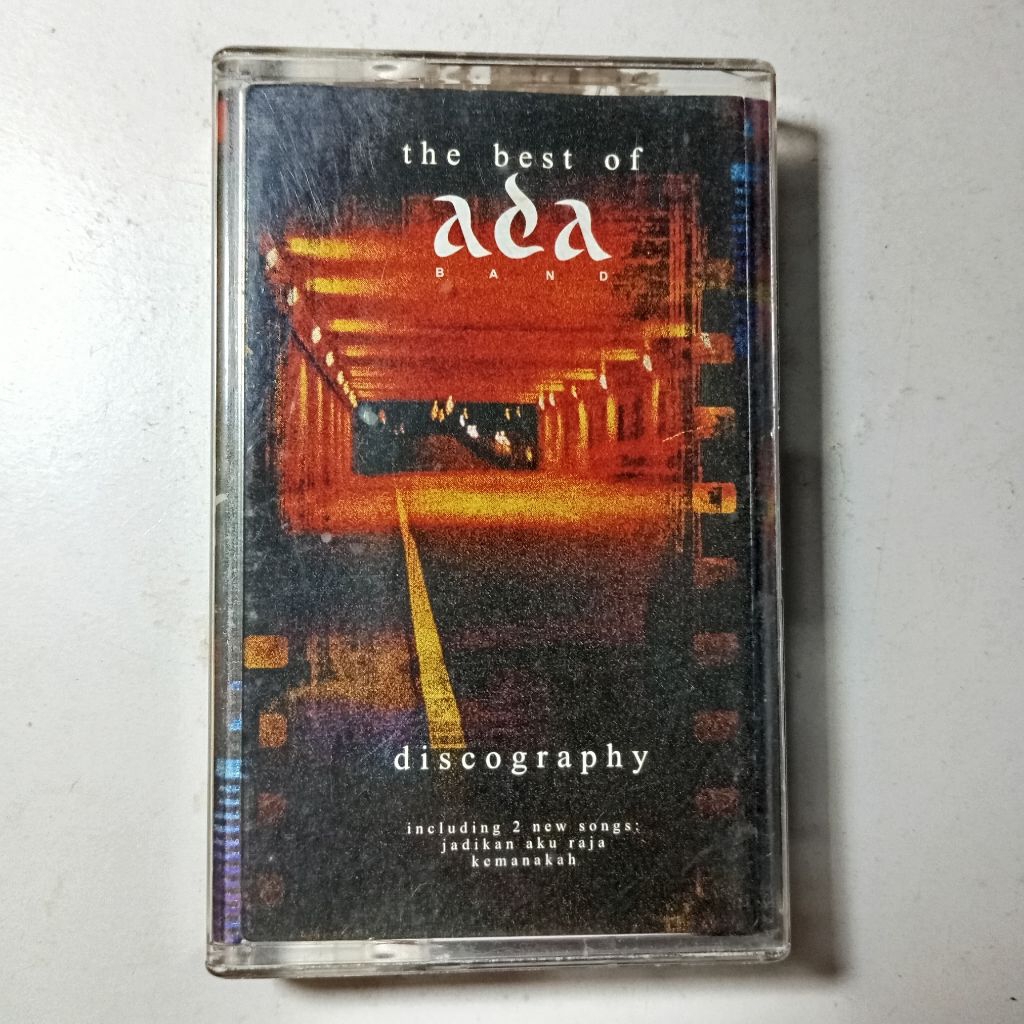 the best of
ada
BAND
discography
including 2 new songs:
jadikan aku raja
kemanakah